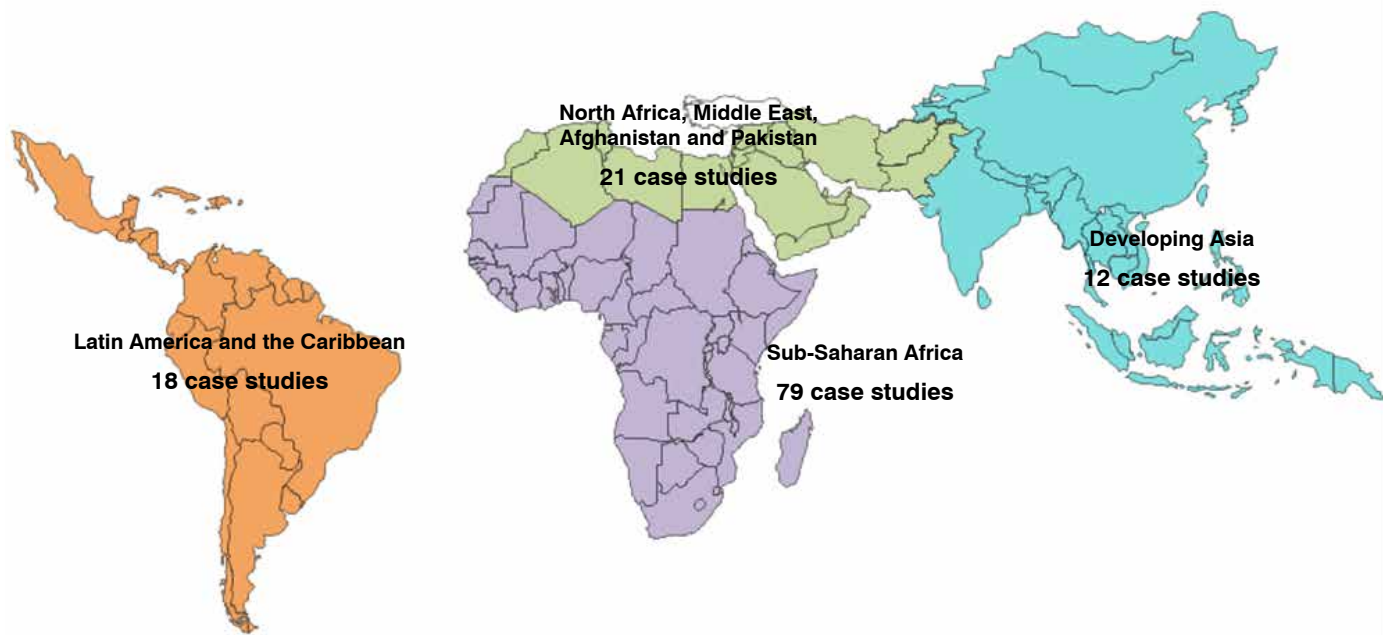 North Africa, Middle East,
Afghanistan and Pakistan
21 case studies
Developing Asia
12 case studies
Latin America and the Caribbean
18 case studies
Sub-Saharan Africa
79 case studies